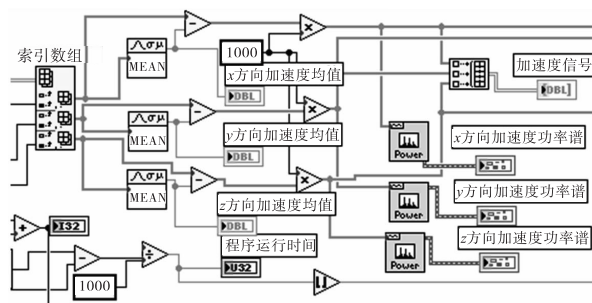 索引数组
MEAN
1000
x方向加速度均值
DBL
加速度信号
DBL
MEAN
y方向加速度均值
DBL
Power
x方向加速度功率谱
MEAN
z方向加速度均值
DBL
Power
y方向加速度功率谱
I32
程序运行时间
U32
Power
z方向加速度功率谱
1000